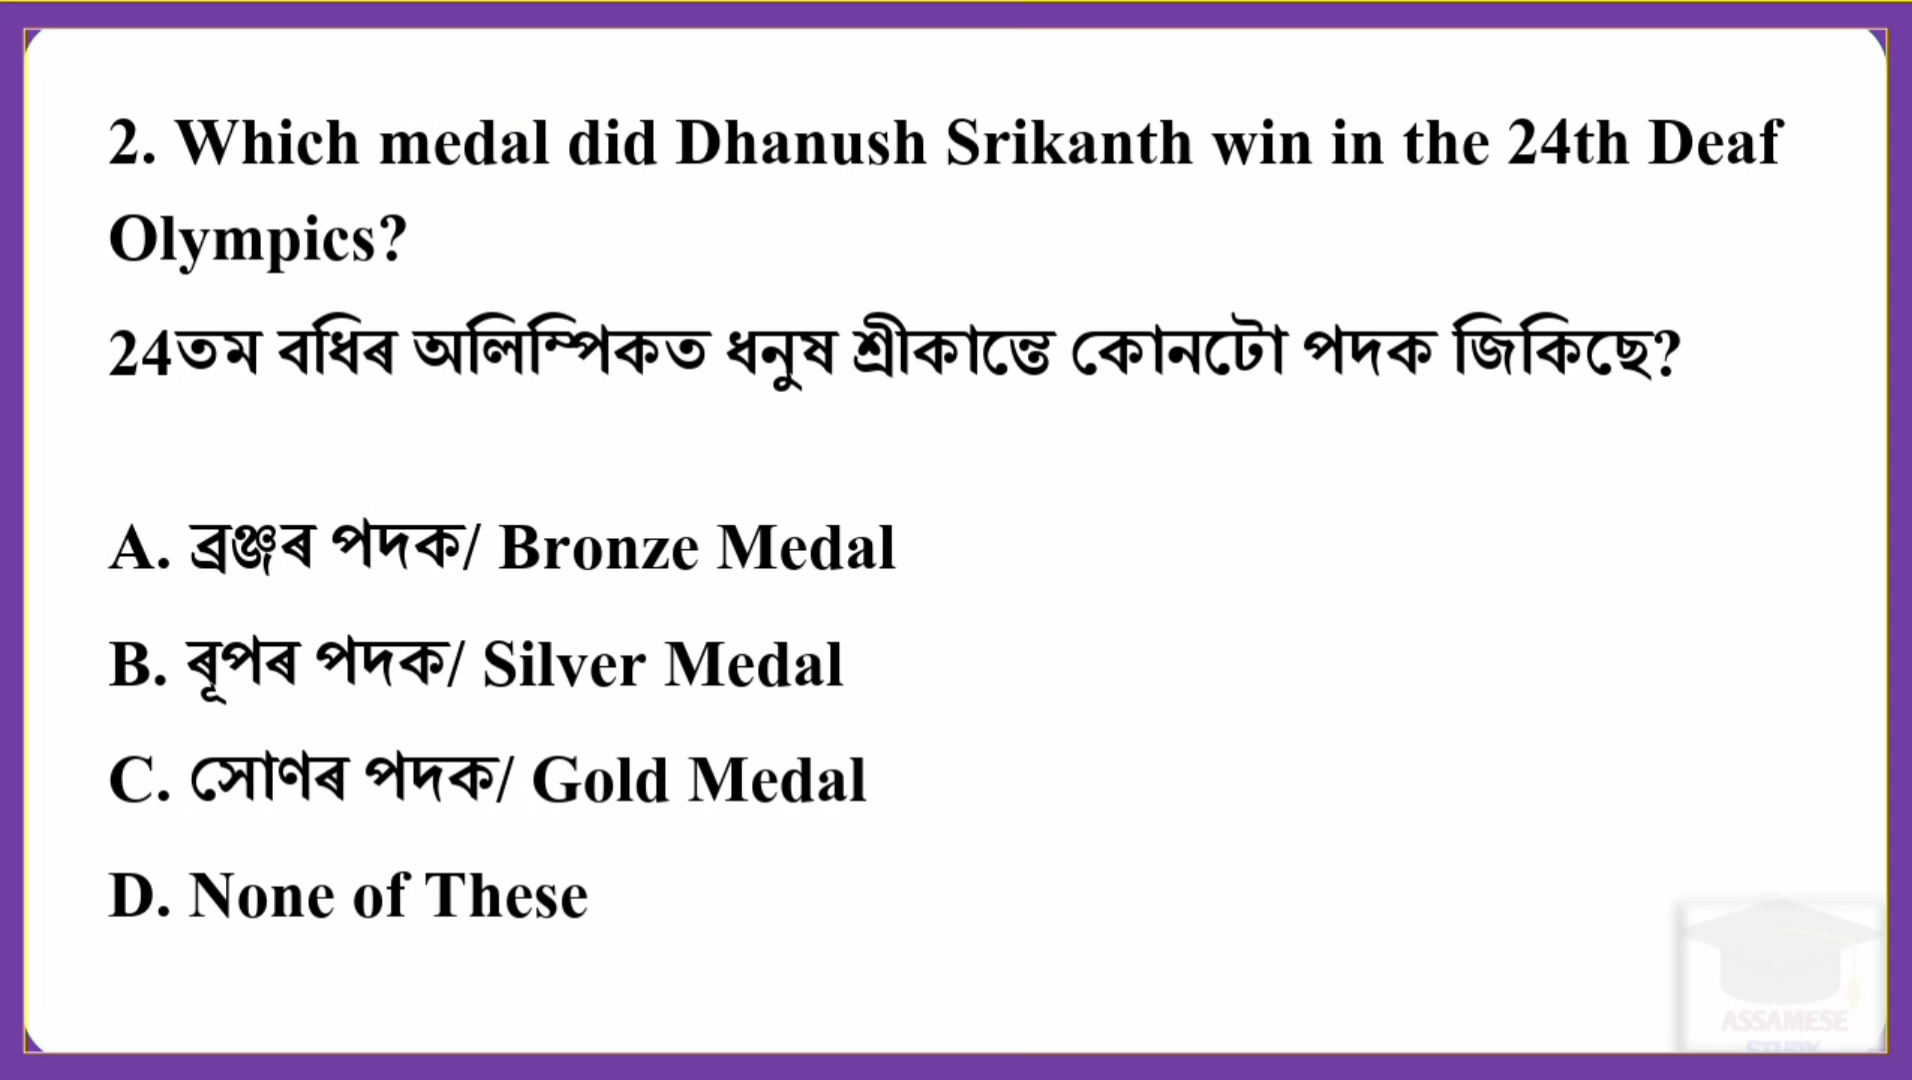 2. Which medal did Dhanush Srikanth win in the 24th Deaf
Olympics?
24তম বধিৰ অলিম্পিকত ধনুষ শ্ৰীকান্তে কোনটো পদক জিকিছে?
A. ব্ৰঞ্জৰ পদক/ Bronze Medal
B. ৰূপৰ পদক/ Silver Medal
C. সোণৰ পদক/ Gold Medal
D. None of These
ASSAMESE
STUDY